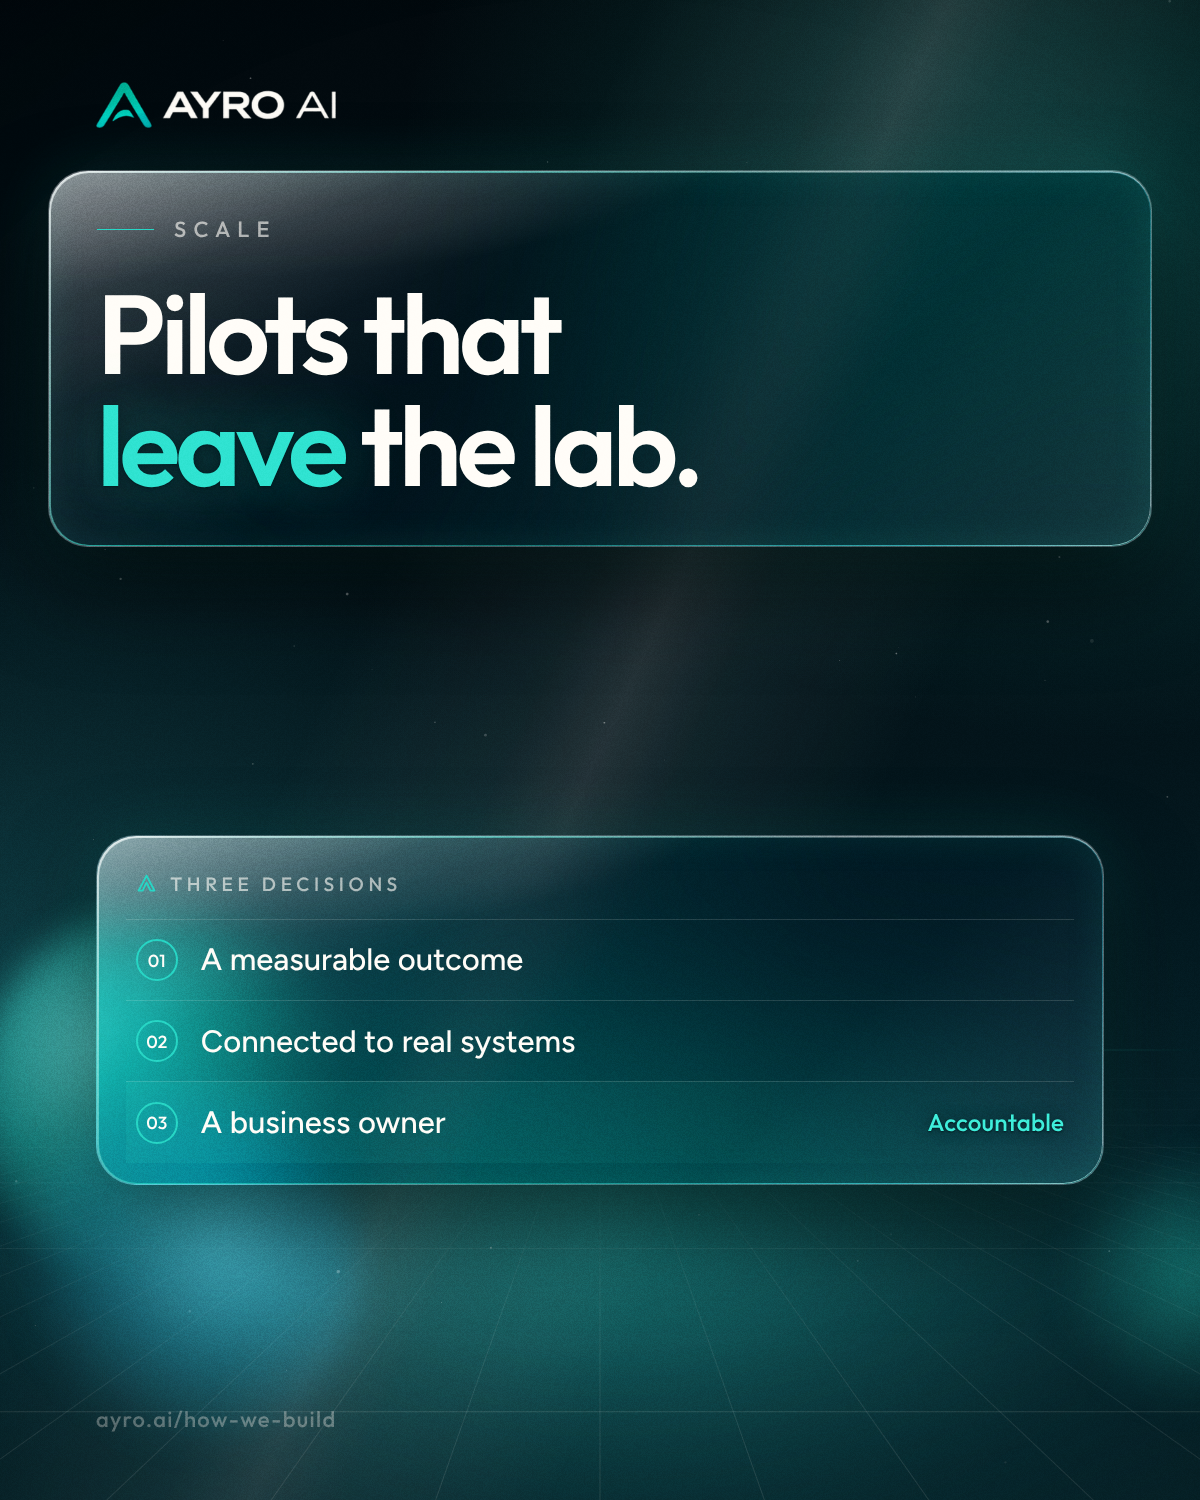 AYRO AI
SCALE
Pilots that
leave the lab.
THREE DECISIONS
01 A measurable outcome
02 Connected to real systems
03 A business owner Accountable
ayro.ai/how-we-build